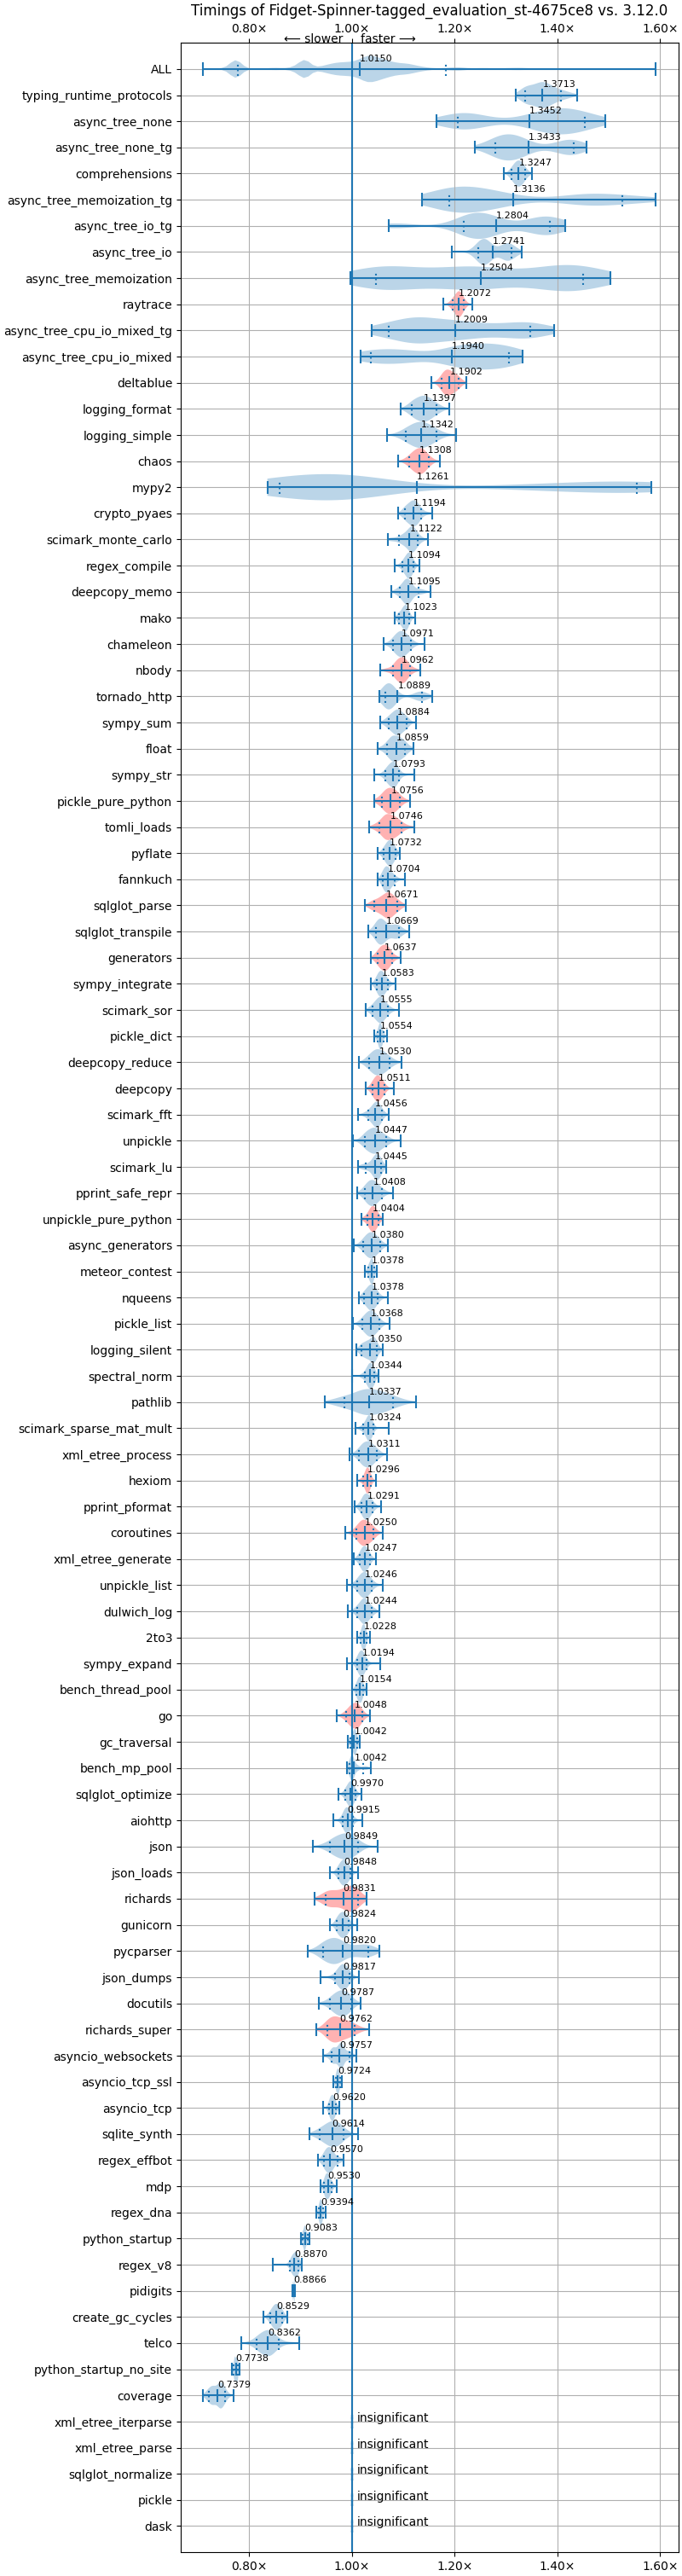 Timings of Fidget-Spinner-tagged_evaluation_st-4675ce8 vs. 3.12.0
0.80× 1.00× 1.20× 1.40× 1.60×
⟵ slower faster ⟶
ALL 1.0150
typing_runtime_protocols 1.3713
async_tree_none 1.3452
async_tree_none_tg 1.3433
comprehensions 1.3247
async_tree_memoization_tg 1.3136
async_tree_io_tg 1.2804
async_tree_io 1.2741
async_tree_memoization 1.2504
raytrace 1.2072
async_tree_cpu_io_mixed_tg 1.2009
async_tree_cpu_io_mixed 1.1940
deltablue 1.1902
logging_format 1.1397
logging_simple 1.1342
chaos 1.1308
mypy2 1.1261
crypto_pyaes 1.1194
scimark_monte_carlo 1.1122
regex_compile 1.1094
deepcopy_memo 1.1095
mako 1.1023
chameleon 1.0971
nbody 1.0962
tornado_http 1.0889
sympy_sum 1.0884
float 1.0859
sympy_str 1.0793
pickle_pure_python 1.0756
tomli_loads 1.0746
pyflate 1.0732
fannkuch 1.0704
sqlglot_parse 1.0671
sqlglot_transpile 1.0669
generators 1.0637
sympy_integrate 1.0583
scimark_sor 1.0555
pickle_dict 1.0554
deepcopy_reduce 1.0530
deepcopy 1.0511
scimark_fft 1.0456
unpickle 1.0447
scimark_lu 1.0445
pprint_safe_repr 1.0408
unpickle_pure_python 1.0404
async_generators 1.0380
meteor_contest 1.0378
nqueens 1.0378
pickle_list 1.0368
logging_silent 1.0350
spectral_norm 1.0344
pathlib 1.0337
scimark_sparse_mat_mult 1.0324
xml_etree_process 1.0311
hexiom 1.0296
pprint_pformat 1.0291
coroutines 1.0250
xml_etree_generate 1.0247
unpickle_list 1.0246
dulwich_log 1.0244
2to3 1.0228
sympy_expand 1.0194
bench_thread_pool 1.0154
go 1.0048
gc_traversal 1.0042
bench_mp_pool 1.0042
sqlglot_optimize 0.9970
aiohttp 0.9915
json 0.9849
json_loads 0.9848
richards 0.9831
gunicorn 0.9824
pycparser 0.9820
json_dumps 0.9817
docutils 0.9787
richards_super 0.9762
asyncio_websockets 0.9757
asyncio_tcp_ssl 0.9724
asyncio_tcp 0.9620
sqlite_synth 0.9614
regex_effbot 0.9570
mdp 0.9530
regex_dna 0.9394
python_startup 0.9083
regex_v8 0.8870
pidigits 0.8866
create_gc_cycles 0.8529
telco 0.8362
python_startup_no_site 0.7738
coverage 0.7379
xml_etree_iterparse insignificant
xml_etree_parse insignificant
sqlglot_normalize insignificant
pickle insignificant
dask insignificant
0.80× 1.00× 1.20× 1.40× 1.60×